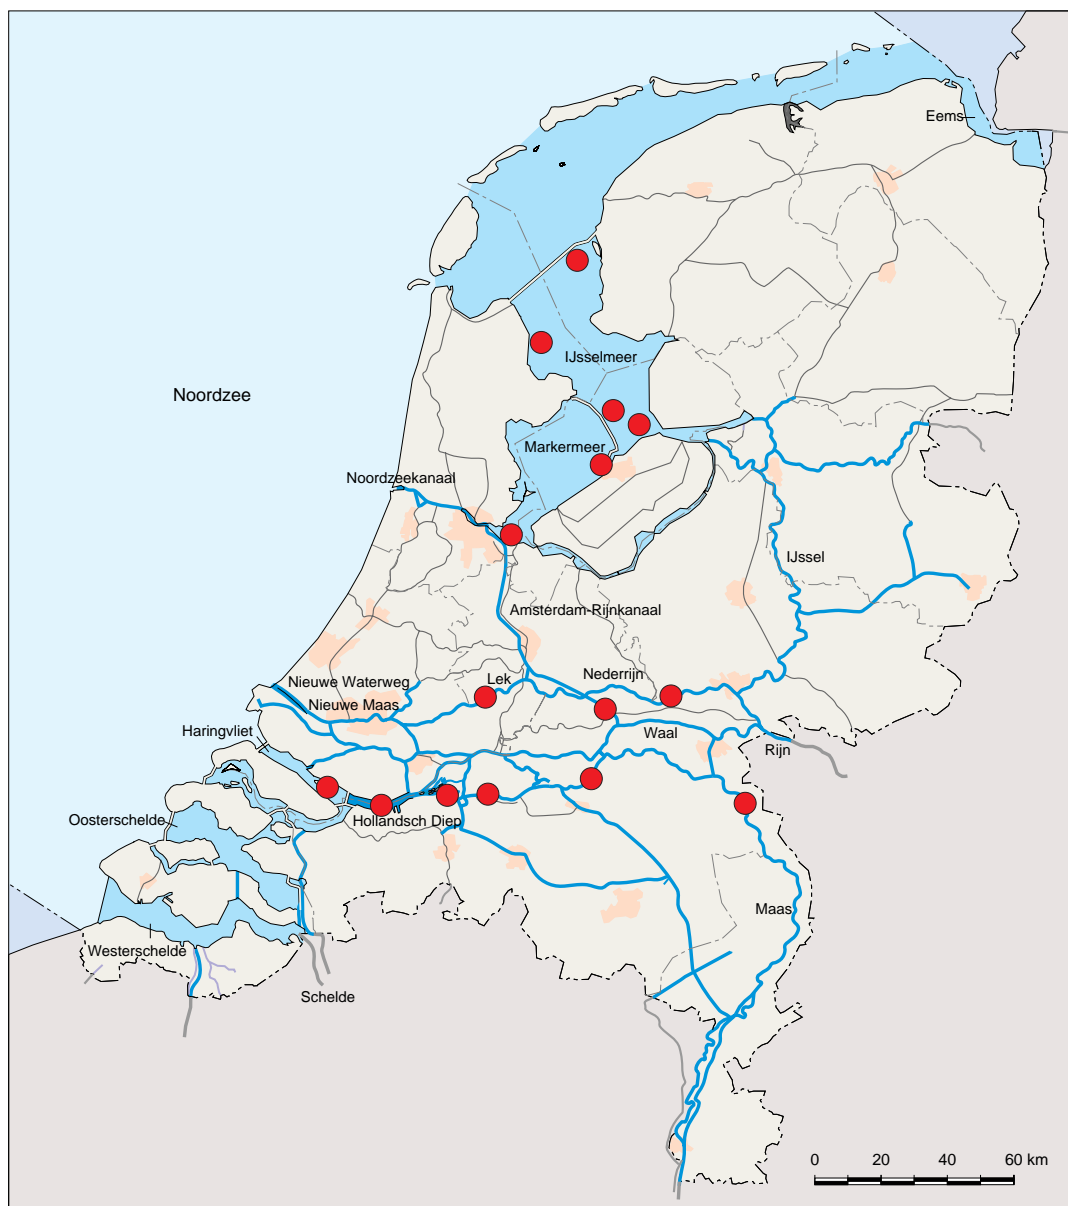 Eems
IJsselmeer
Noordzee
Markermeer
Noordzeekanaal
IJssel
Amsterdam-Rijnkanaal
Nederrijn
Lek
Nieuwe Waterweg
Nieuwe Maas
Haringvliet
Waal
Rijn
Oosterschelde
Hollandsch Diep
Maas
Westerschelde
Schelde
0 20 40 60 km